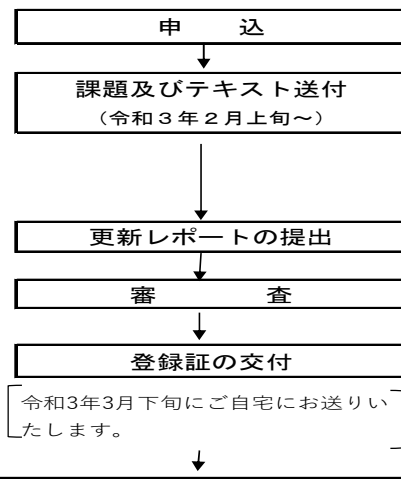 申　込
課題及びテキスト送付
（令和３年２月上旬～）
更新レポートの提出
審　査
登録証の交付
令和3年3月下旬にご自宅にお送りい
たします。